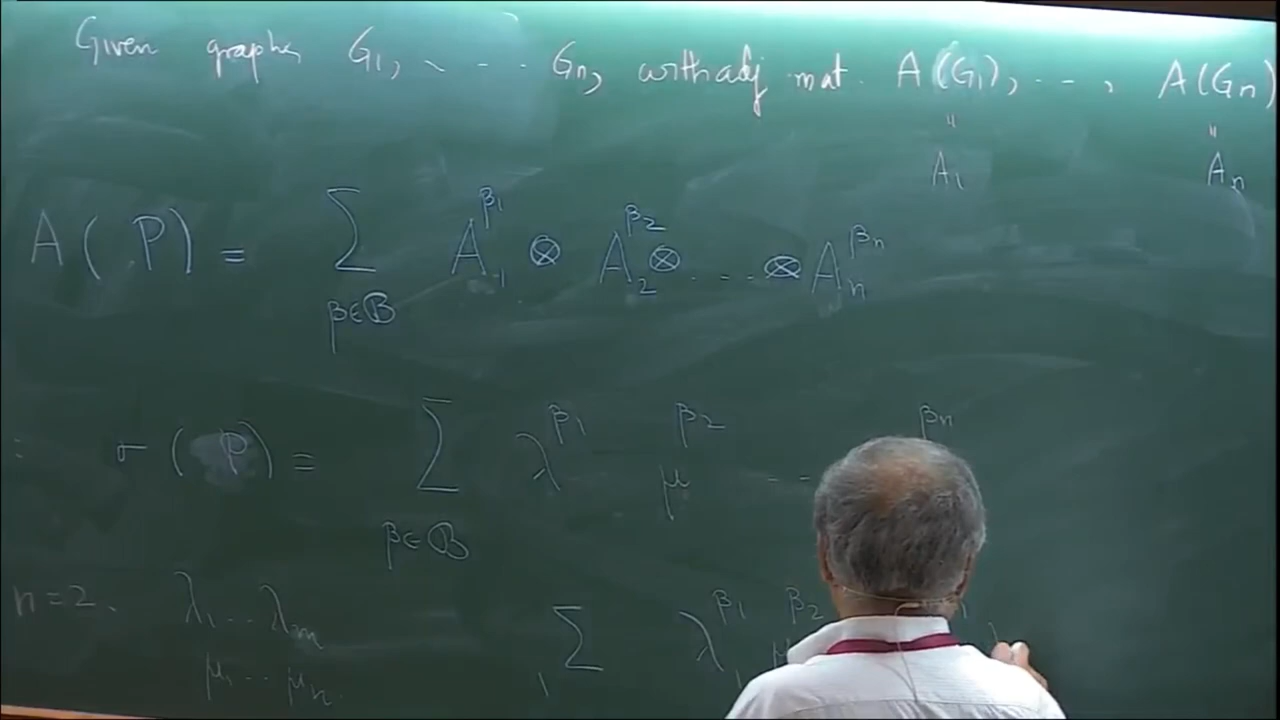 Given graphs G₁, ... Gₙ, with adj mat. A(G₁), ..., A(Gₙ)
" "
A₁ Aₙ
A(P) = ∑ A₁^β₁ ⊗ A₂^β₂ ⊗ ... ⊗ Aₙ^βₙ
β∈ℬ
σ(P) = ∑ λ^β₁ μ^β₂ ... βₙ
β∈ℬ
n=2. λ₁...λₘ ∑ λ₁^β₁ μ^β₂
μ₁...μₙ.